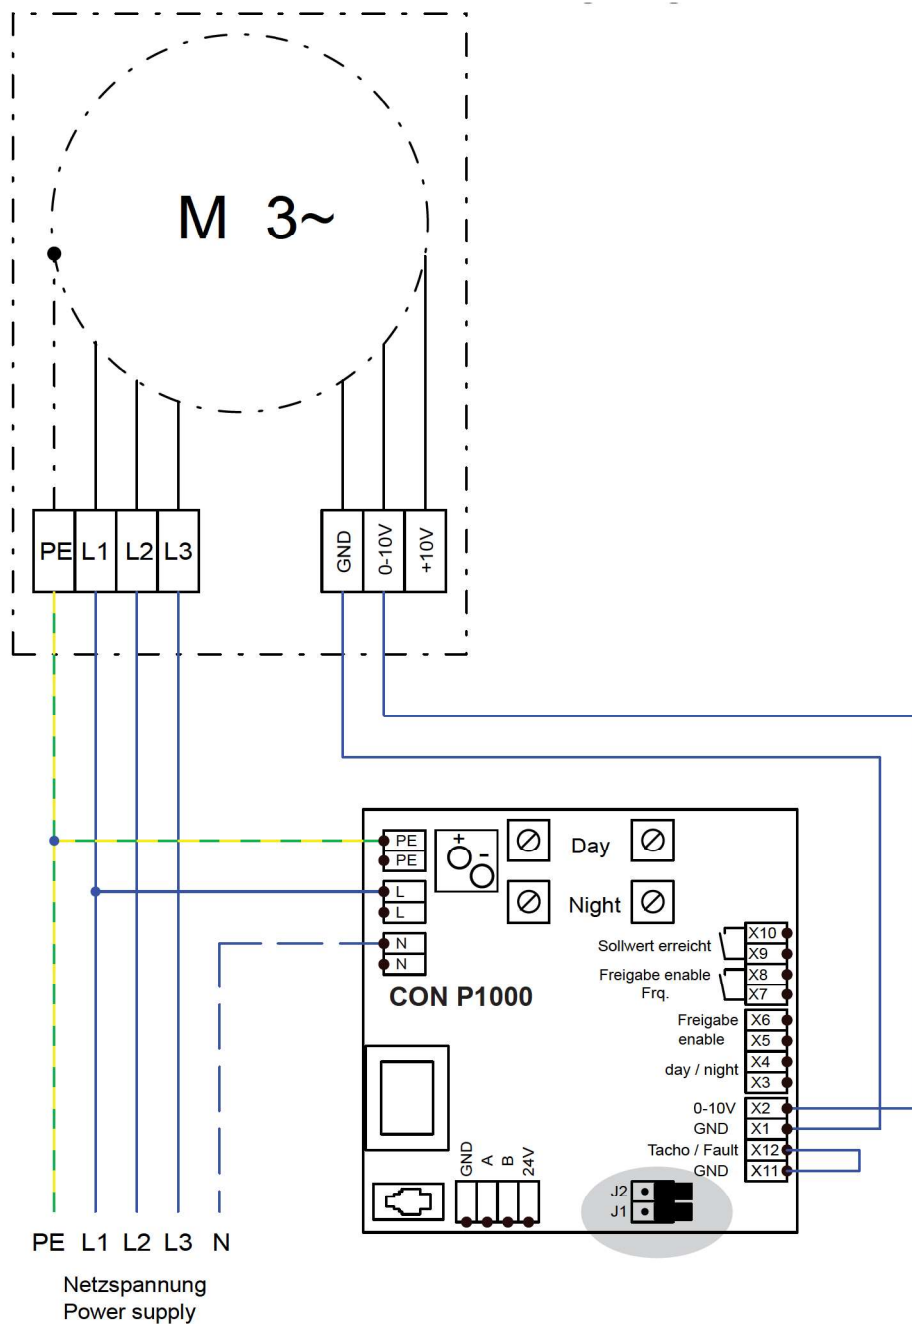 M 3~
PE L1 L2 L3
GND 0-10V +10V
PE
PE
+
-
Day
L
L
Night
N
N
CON P1000
Sollwert erreicht
X10
X9
Freigabe enable
Frq.
X8
X7
Freigabe
enable
X6
X5
day / night
X4
X3
0-10V X2
GND X1
Tacho / Fault X12
GND X11
GND A B 24V
J2
J1
PE L1 L2 L3 N
Netzspannung
Power supply